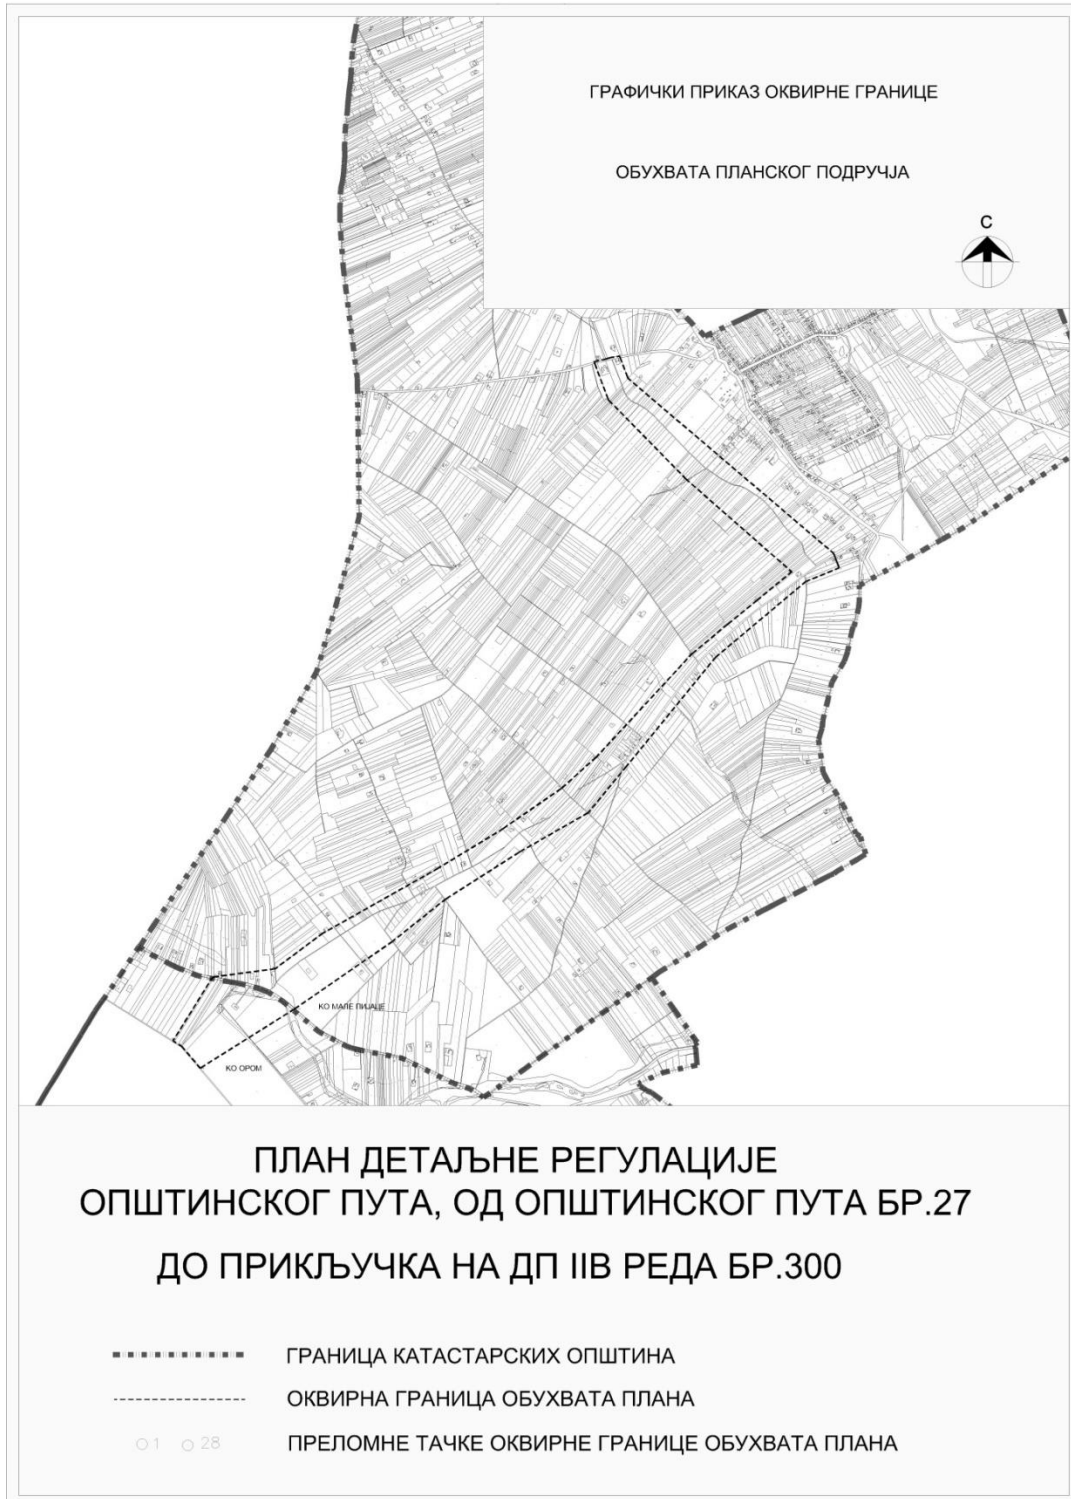 ГРАФИЧКИ ПРИКАЗ ОКВИРНЕ ГРАНИЦЕ
ОБУХВАТА ПЛАНСКОГ ПОДРУЧЈА
С
КО МАЛЕ ПИЈАЦЕ
КО ОРОМ
ПЛАН ДЕТАЉНЕ РЕГУЛАЦИЈЕ
ОПШТИНСКОГ ПУТА, ОД ОПШТИНСКОГ ПУТА БР.27
ДО ПРИКЉУЧКА НА ДП IIВ РЕДА БР.300
ГРАНИЦА КАТАСТАРСКИХ ОПШТИНА
ОКВИРНА ГРАНИЦА ОБУХВАТА ПЛАНА
1 28 ПРЕЛОМНЕ ТАЧКЕ ОКВИРНЕ ГРАНИЦЕ ОБУХВАТА ПЛАНА